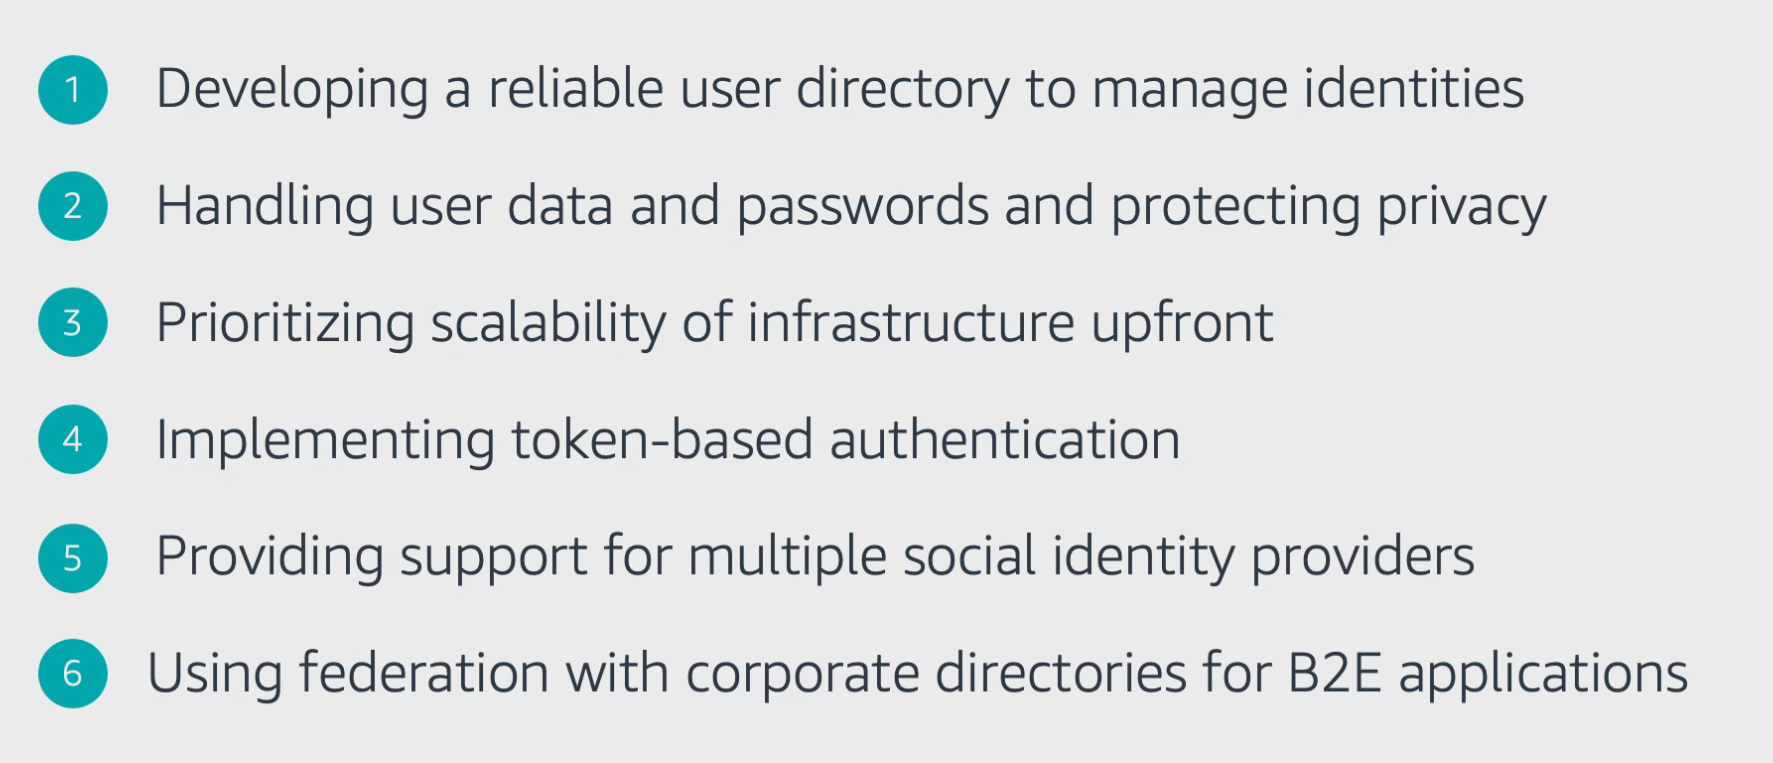 1 Developing a reliable user directory to manage identities
2 Handling user data and passwords and protecting privacy
3 Prioritizing scalability of infrastructure upfront
4 Implementing token-based authentication
5 Providing support for multiple social identity providers
6 Using federation with corporate directories for B2E applications